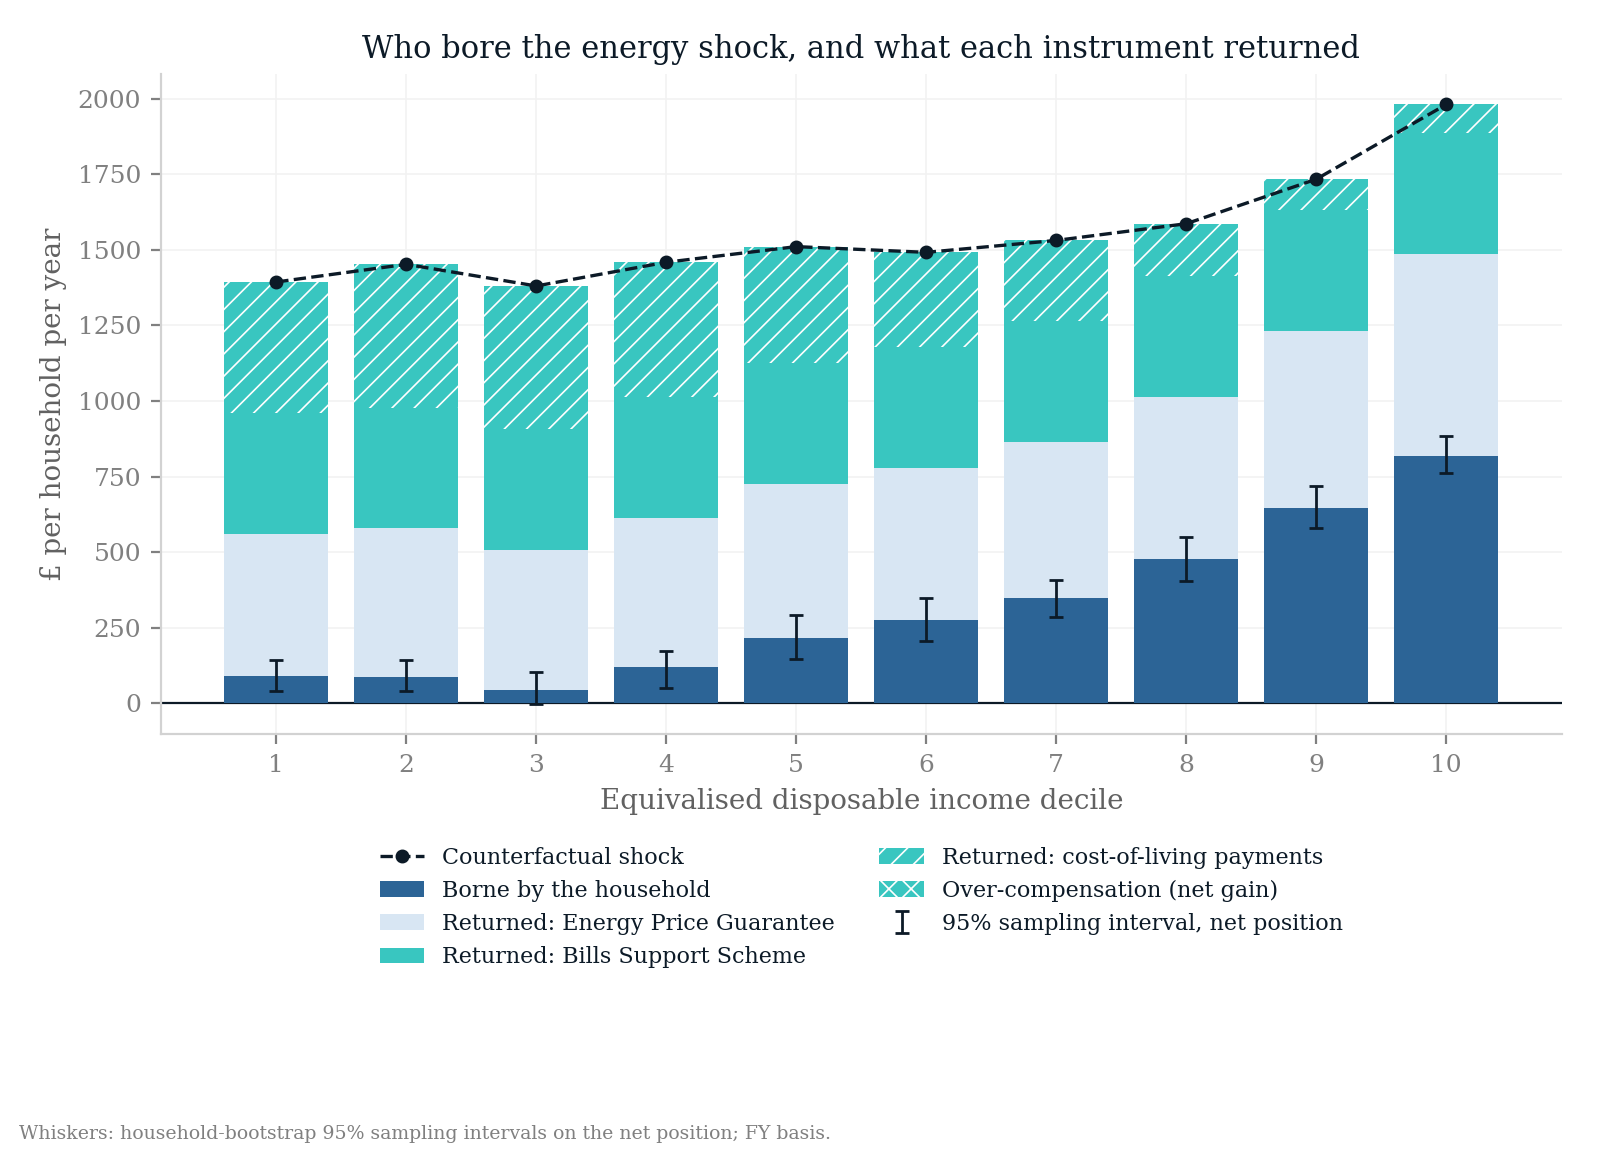 Who bore the energy shock, and what each instrument returned
£ per household per year
2000
1750
1500
1250
1000
750
500
250
0
1 2 3 4 5 6 7 8 9 10
Equivalised disposable income decile
Counterfactual shock
Borne by the household
Returned: Energy Price Guarantee
Returned: Bills Support Scheme
Returned: cost-of-living payments
Over-compensation (net gain)
95% sampling interval, net position
Whiskers: household-bootstrap 95% sampling intervals on the net position; FY basis.